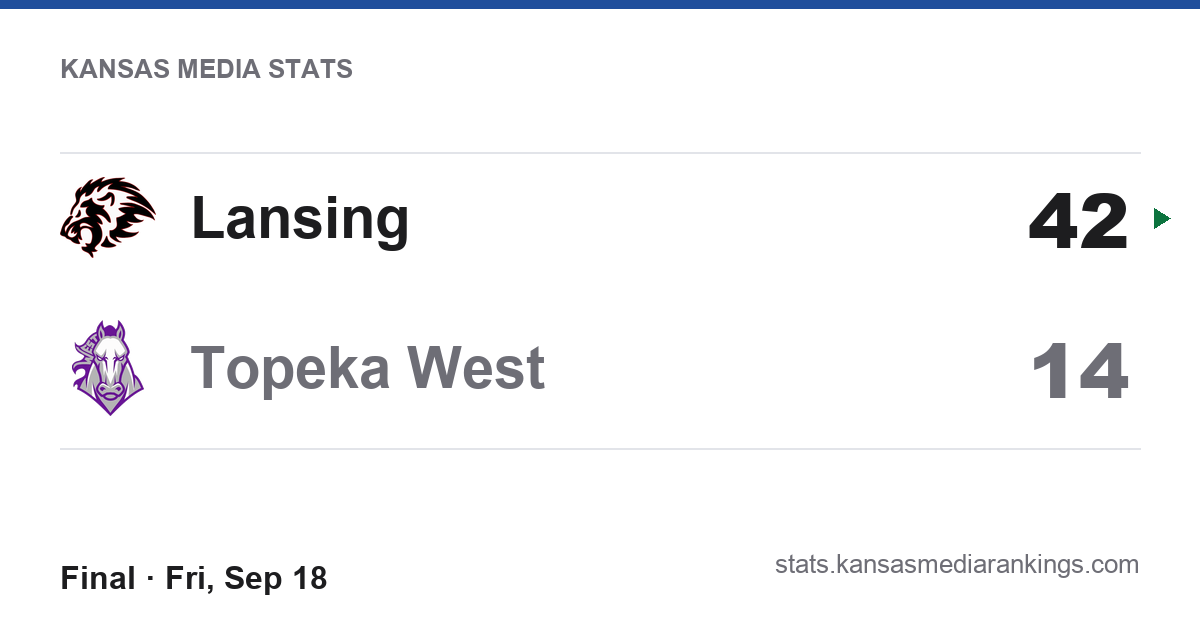 KANSAS MEDIA STATS
Lansing 42
Topeka West 14
Final · Fri, Sep 18
stats.kansasmediarankings.com